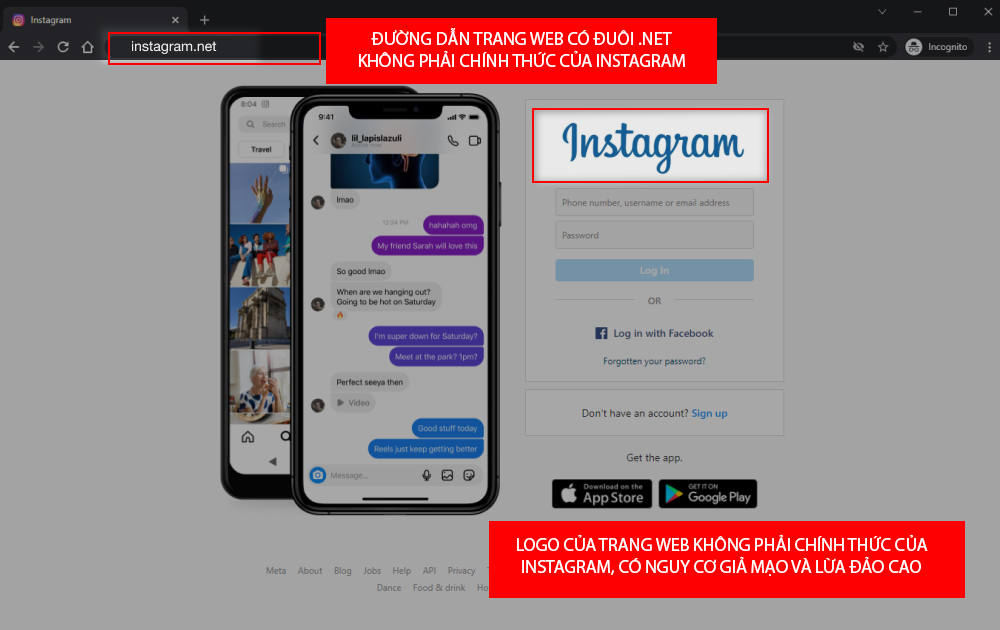 Instagram
instagram.net
Incognito
ĐƯỜNG DẪN TRANG WEB CÓ ĐUÔI .NET
KHÔNG PHẢI CHÍNH THỨC CỦA INSTAGRAM
8:04
Search
Travel
9:41
lil_lapislazuli
Active now
lmao
12:24 PM
hahahah omg
My friend Sarah will love this
So good lmao
When are we hanging out?
Going to be hot on Saturday
I'm super down for Saturday?
Meet at the park? 1pm?
Perfect seeya then
Video
Good stuff today
Reels just keep getting better
Message...
Instagram
Phone number, username or email address
Password
Log In
OR
Log in with Facebook
Forgotten your password?
Don't have an account? Sign up
Get the app.
Download on the
App Store
GET IT ON
Google Play
LOGO CỦA TRANG WEB KHÔNG PHẢI CHÍNH THỨC CỦA
INSTAGRAM, CÓ NGUY CƠ GIẢ MẠO VÀ LỪA ĐẢO CAO
Meta About Blog Jobs Help API Privacy
Dance Food & drink